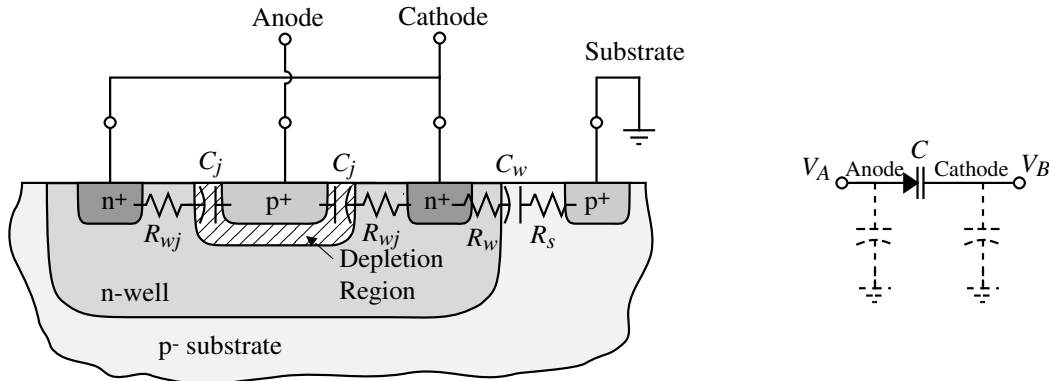 Anode
Cathode
Substrate
C_j
C_j
C_w
n+
p+
n+
p+
R_wj
R_wj
R_w
R_s
Depletion
Region
n-well
p- substrate
C
V_A Anode Cathode V_B